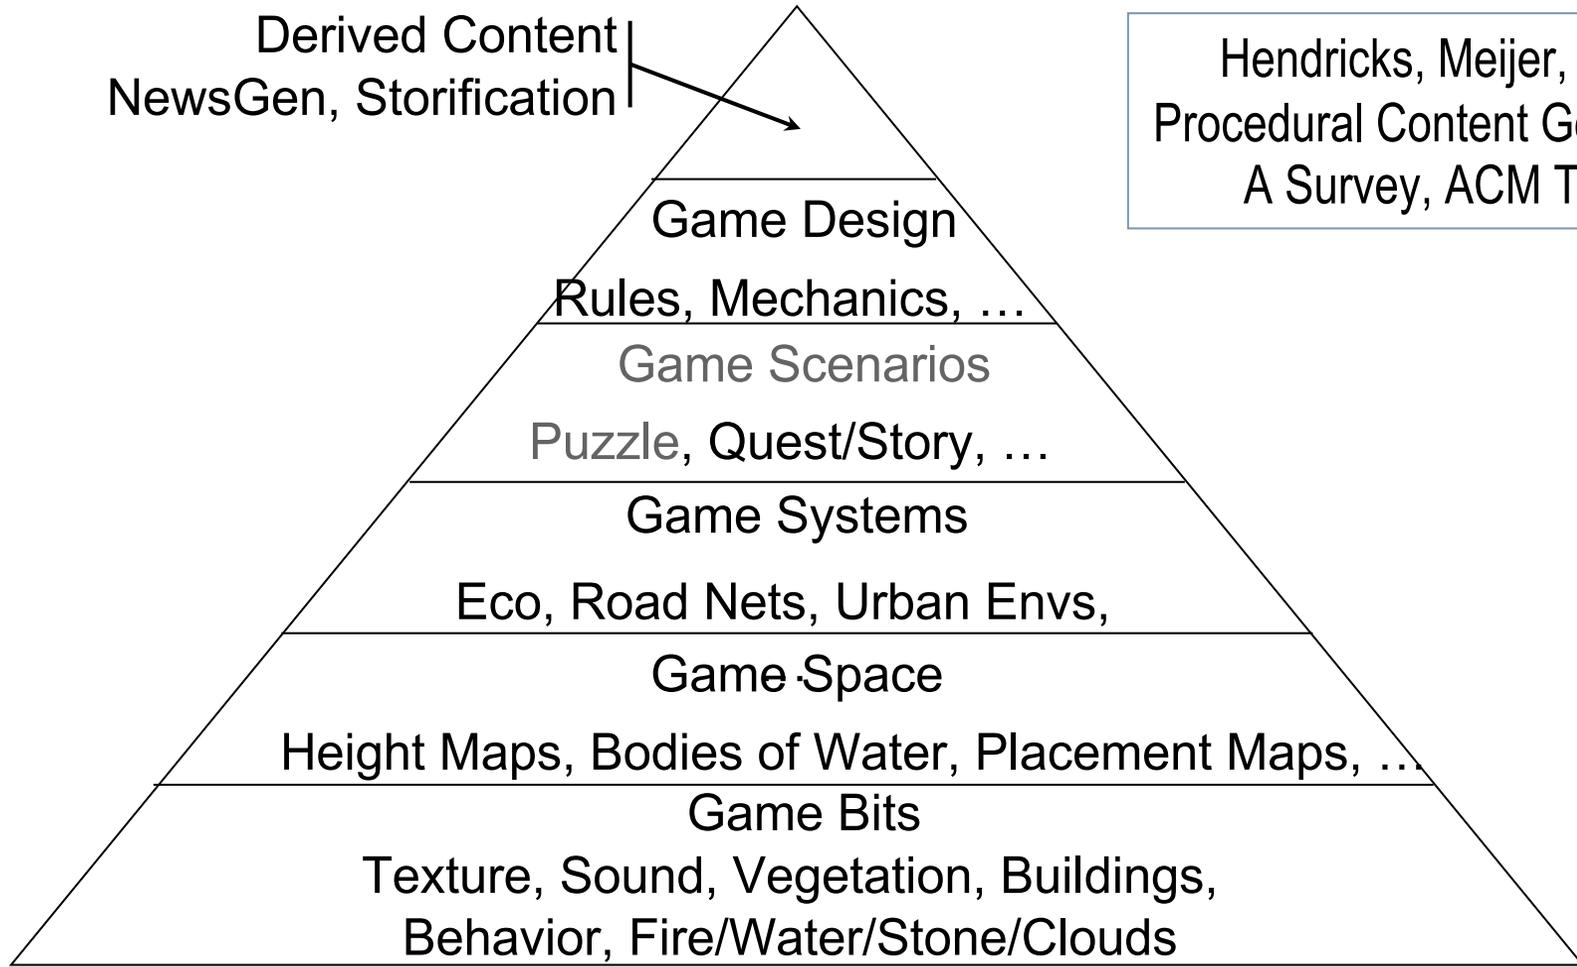 Derived Content
NewsGen, Storification
Hendricks, Meijer,
Procedural Content
A Survey, ACM
Game Design
Rules, Mechanics, …
Game Scenarios
Puzzle, Quest/Story, …
Game Systems
Eco, Road Nets, Urban Envs,
Game Space
Height Maps, Bodies of Water, Placement Maps, …
Game Bits
Texture, Sound, Vegetation, Buildings,
Behavior, Fire/Water/Stone/Clouds